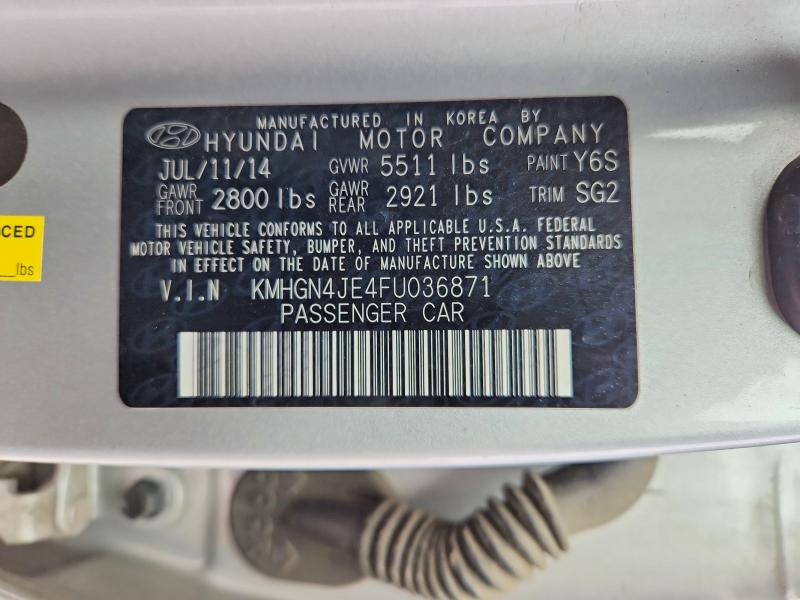 MANUFACTURED IN KOREA BY
HYUNDAI MOTOR COMPANY
JUL/11/14 GVWR 5511 lbs PAINT Y6S
GAWR FRONT 2800 lbs GAWR REAR 2921 lbs TRIM SG2
THIS VEHICLE CONFORMS TO ALL APPLICABLE U.S.A. FEDERAL
MOTOR VEHICLE SAFETY, BUMPER, AND THEFT PREVENTION STANDARDS
IN EFFECT ON THE DATE OF MANUFACTURE SHOWN ABOVE
V.I.N KMHGN4JE4FU036871
PASSENGER CAR
CED
lbs